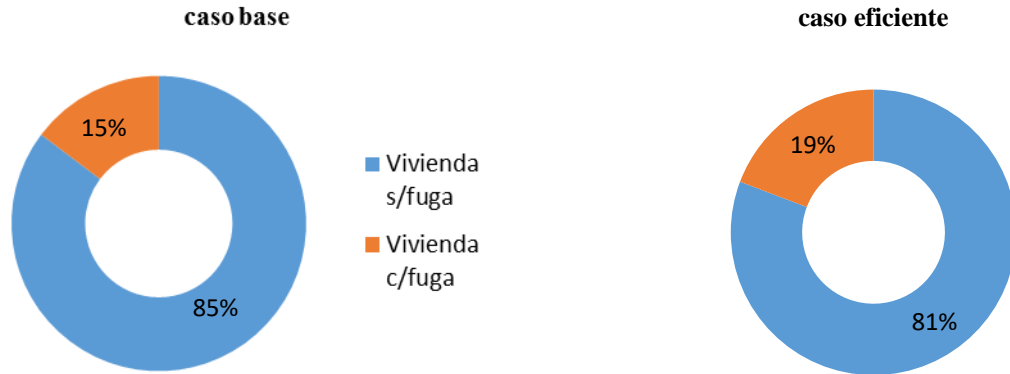 caso base
15%
85%
Vivienda
s/fuga
Vivienda
c/fuga
caso eficiente
19%
81%